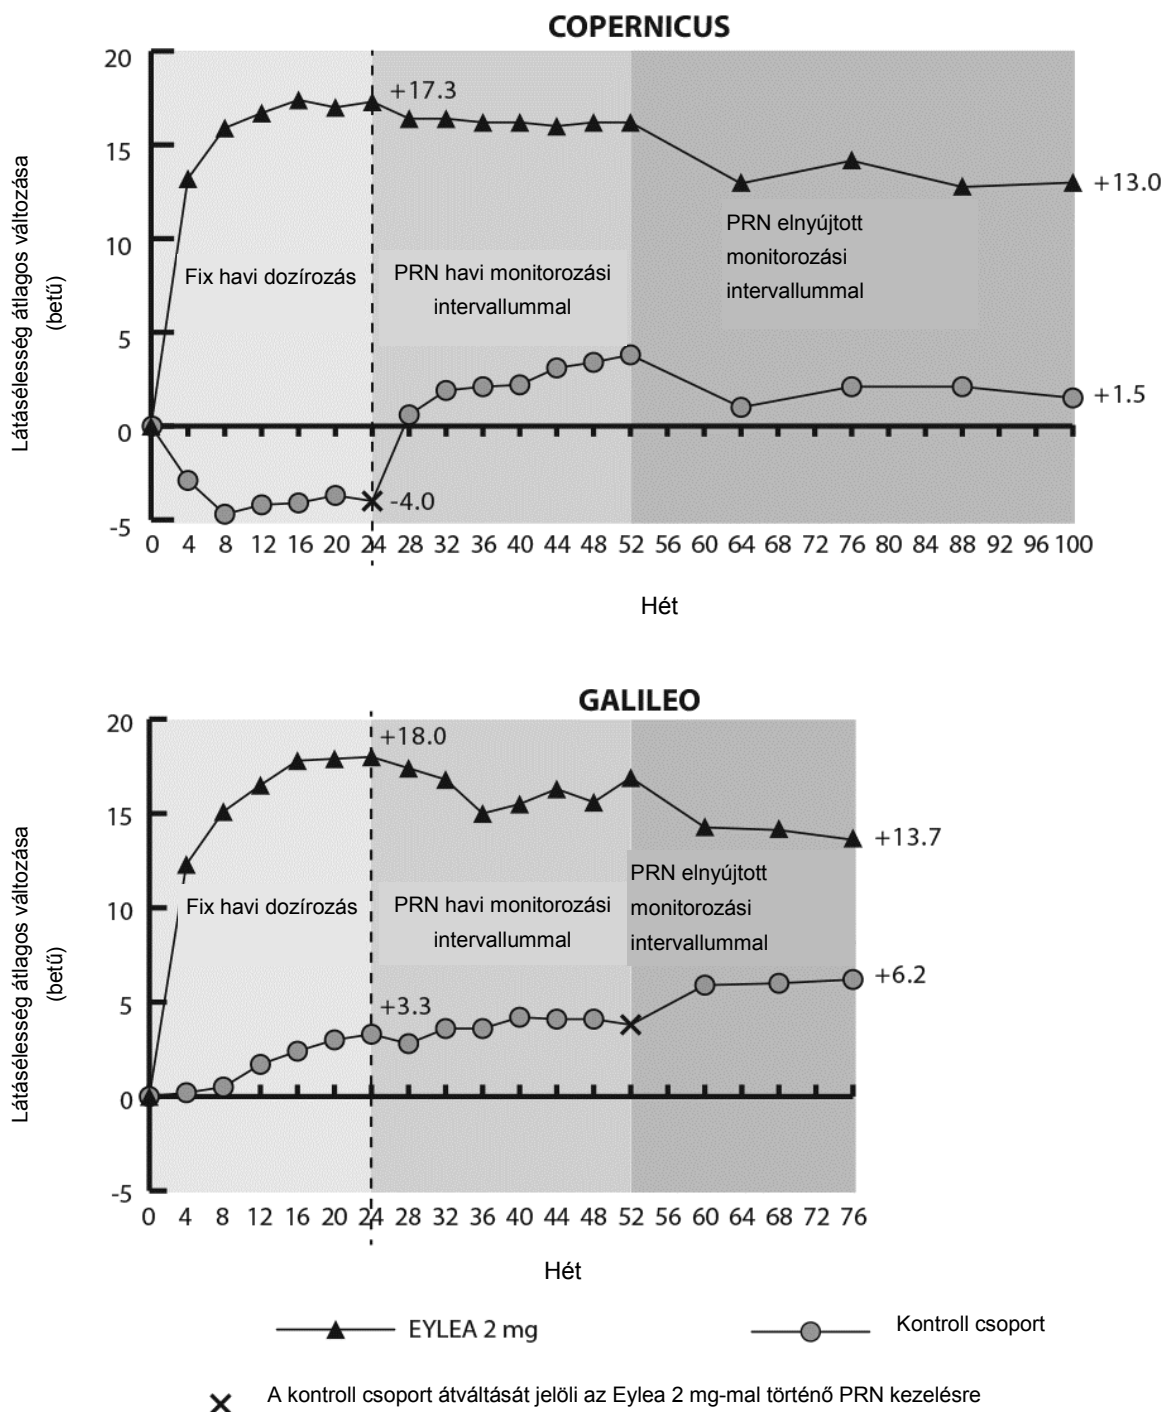 COPERNICUS
Látásélesség átlagos változása
(betű)
20
15
10
5
0
-5
+17.3
+13.0
Fix havi dozírozás
PRN havi monitorozási
intervallummal
PRN elnyújtott
monitorozási
intervallummal
-4.0
+1.5
0 4 8 12 16 20 24 28 32 36 40 44 48 52 56 60 64 68 72 76 80 84 88 92 96 100
Hét
GALILEO
Látásélesség átlagos változása
(betű)
20
15
10
5
0
-5
+18.0
+13.7
Fix havi dozírozás
PRN havi monitorozási
intervallummal
PRN elnyújtott
monitorozási
intervallummal
+3.3
+6.2
0 4 8 12 16 20 24 28 32 36 40 44 48 52 56 60 64 68 72 76
Hét
EYLEA 2 mg
Kontroll csoport
A kontroll csoport átváltását jelöli az Eylea 2 mg-mal történő PRN kezelésre